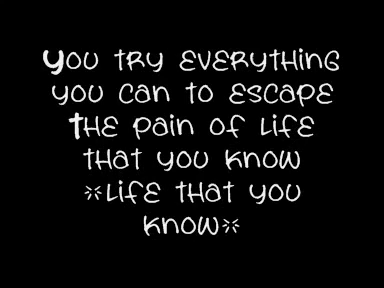 You try everything
you can to escape
The pain of life
that you know
*life that you
know*